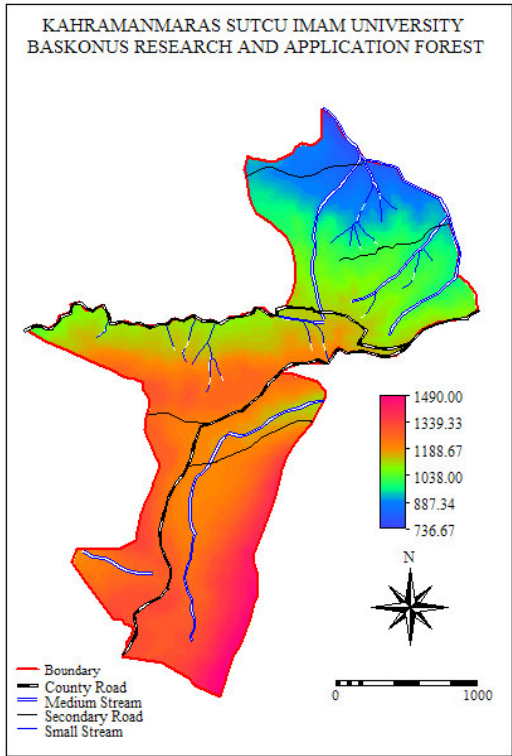 KAHRAMANMARAS SUTCU IMAM UNIVERSITY
BASKONUS RESEARCH AND APPLICATION FOREST
1490.00
1339.33
1188.67
1038.00
887.34
736.67
N
Boundary
County Road
Medium Stream
Secondary Road
Small Stream
0 1000